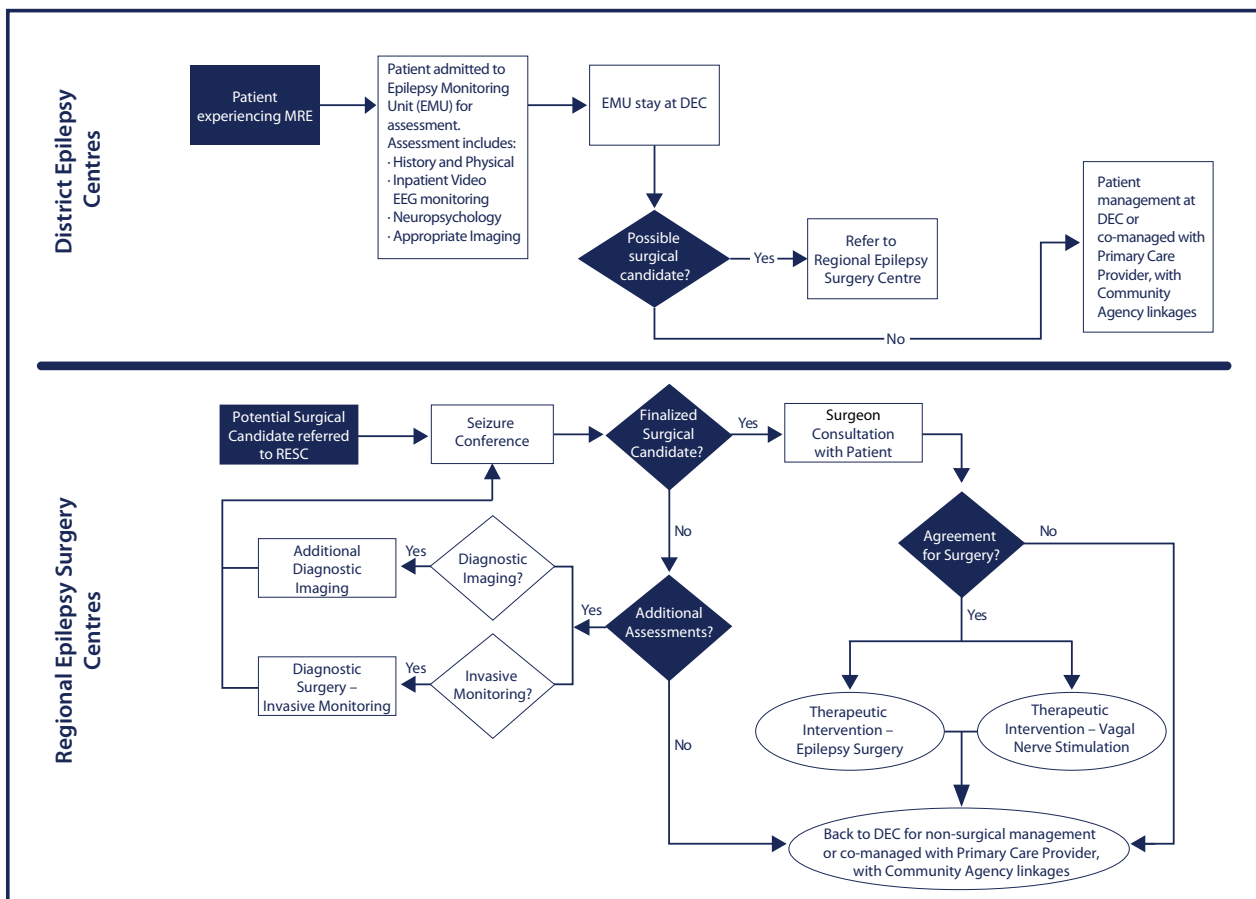 District Epilepsy
Centres
Patient
experiencing MRE
Patient admitted to
Epilepsy Monitoring
Unit (EMU) for
assessment.
Assessment includes:
· History and Physical
· Inpatient Video
EEG monitoring
· Neuropsychology
· Appropriate Imaging
EMU stay at DEC
Possible
surgical
candidate?
Yes
Refer to
Regional Epilepsy
Surgery Centre
No
Patient
management at
DEC or
co-managed with
Primary Care
Provider, with
Community
Agency linkages
Regional Epilepsy Surgery
Centres
Potential Surgical
Candidate referred
to RESC
Seizure
Conference
Finalized
Surgical
Candidate?
Yes
Surgeon
Consultation
with Patient
No
Agreement
for Surgery?
No
Additional
Diagnostic
Imaging
Yes
Diagnostic
Imaging?
Yes
Additional
Assessments?
Yes
Diagnostic
Surgery –
Invasive Monitoring
Yes
Invasive
Monitoring?
No
Therapeutic
Intervention –
Epilepsy Surgery
Therapeutic
Intervention – Vagal
Nerve Stimulation
Back to DEC for non-surgical management
or co-managed with Primary Care Provider,
with Community Agency linkages